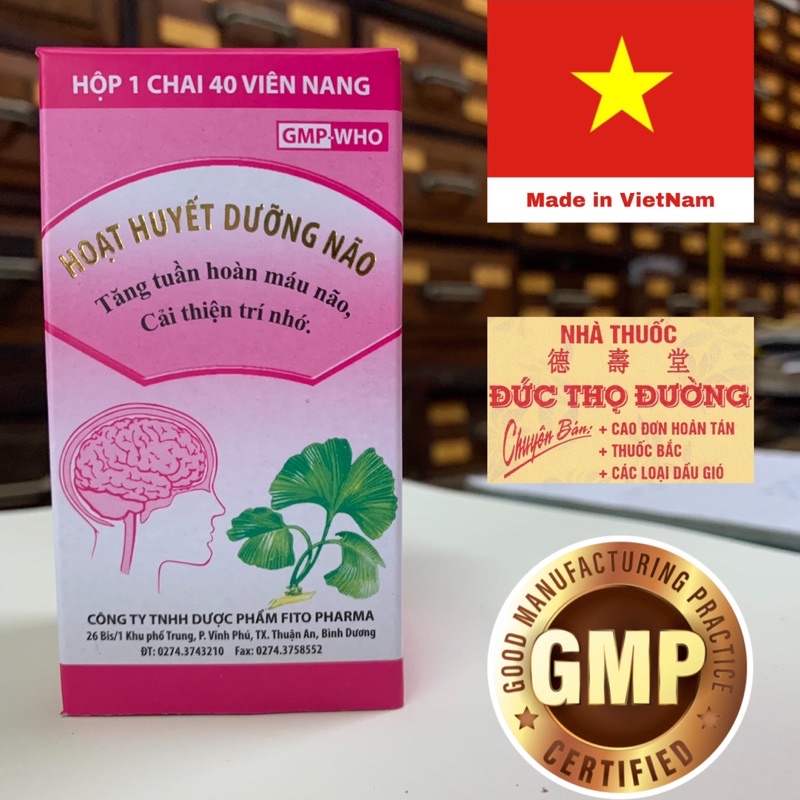 HỘP 1 CHAI 40 VIÊN NANG
GMP-WHO
HOẠT HUYẾT DƯỠNG NÃO
Tăng tuần hoàn máu não,
Cải thiện trí nhớ.
CÔNG TY TNHH DƯỢC PHẨM FITO PHARMA
26 Bis/1 Khu phố Trung, P. Vĩnh Phú, TX. Thuận An, Bình Dương
ĐT: 0274.3743210 Fax: 0274.3758552
Made in VietNam
NHÀ THUỐC
德 壽 堂
ĐỨC THỌ ĐƯỜNG
Chuyên Bán: + CAO ĐƠN HOÀN TÁN
+ THUỐC BẮC
+ CÁC LOẠI DẦU GIÓ
GOOD MANUFACTURING PRACTICE
GMP
CERTIFIED